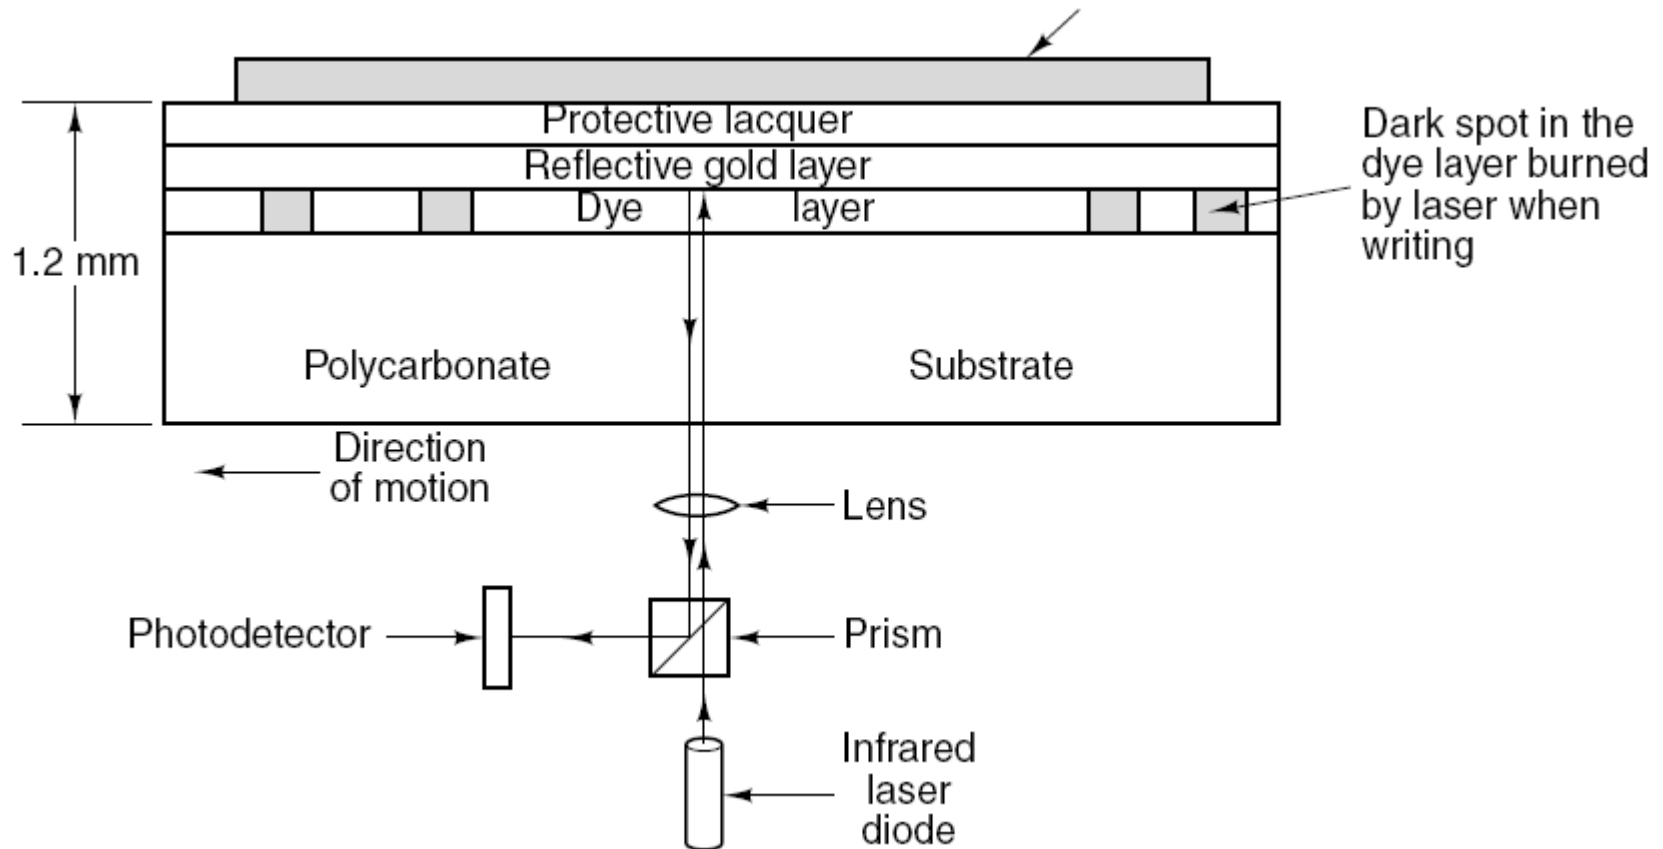 Protective lacquer
Reflective gold layer
Dye layer
Dark spot in the
dye layer burned
by laser when
writing
1.2 mm
Polycarbonate
Substrate
Direction
of motion
Lens
Photodetector
Prism
Infrared
laser
diode